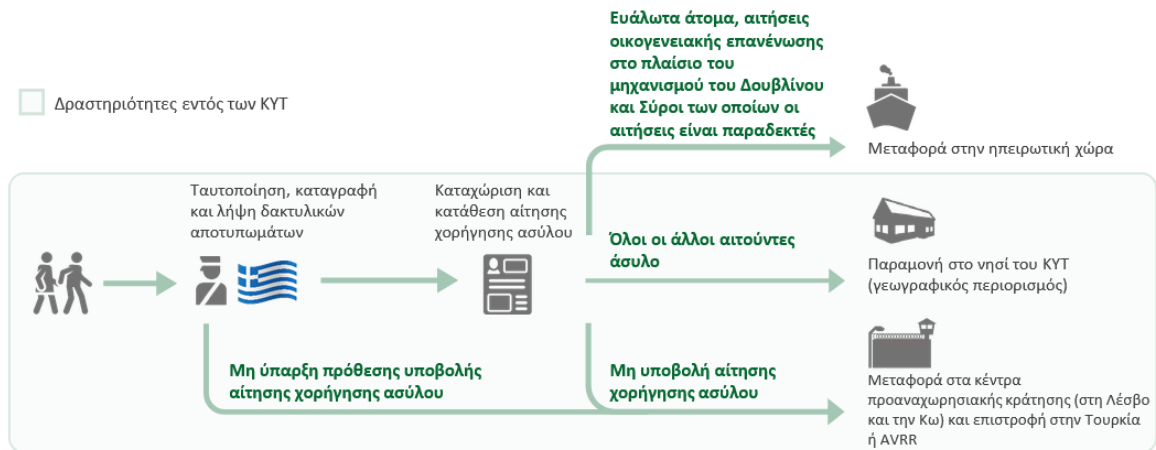 Ευάλωτα άτομα, αιτήσεις
οικογενειακής επανένωσης
στο πλαίσιο του
μηχανισμού του Δουβλίνου
και Σύροι των οποίων οι
αιτήσεις είναι παραδεκτές
Δραστηριότητες εντός των ΚΥΤ
Μεταφορά στην ηπειρωτική χώρα
Ταυτοποίηση, καταγραφή
και λήψη δακτυλικών
αποτυπωμάτων
Καταχώριση και
κατάθεση αίτησης
χορήγησης ασύλου
Όλοι οι άλλοι αιτούντες
άσυλο
Παραμονή στο νησί του ΚΥΤ
(γεωγραφικός περιορισμός)
Μη ύπαρξη πρόθεσης υποβολής
αίτησης χορήγησης ασύλου
Μη υποβολή αίτησης
χορήγησης ασύλου
Μεταφορά στα κέντρα
προαναχωρησιακής κράτησης (στη Λέσβο
και την Κω) και επιστροφή στην Τουρκία
ή AVRR